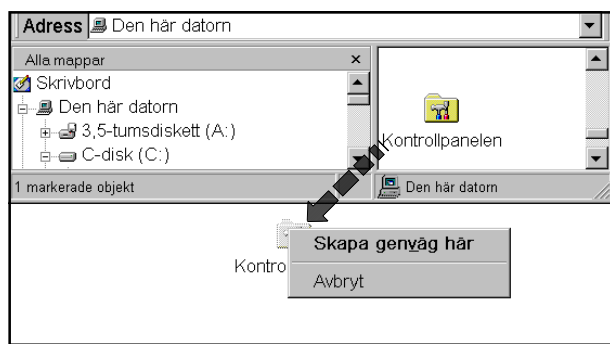 Adress Den här datorn
Alla mappar
Skrivbord
Den här datorn
3,5-tumsdiskett (A:)
C-disk (C:)
Kontrollpanelen
1 markerade objekt
Den här datorn
Skapa genväg här
Kontro
Avbryt